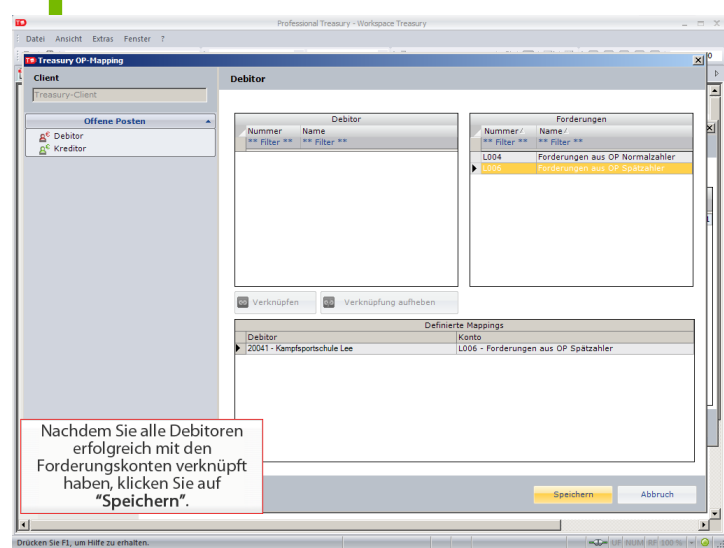 Professional Treasury - Workspace Treasury
Datei Ansicht Extras Fenster ?
Treasury OP-Mapping
Client
Debitor
Treasury-Client
Offene Posten
Debitor
Kreditor
Debitor
Nummer Name
** Filter ** ** Filter **
Forderungen
Nummer Name
** Filter ** ** Filter **
L004 Forderungen aus OP Normalzahler
L006 Forderungen aus OP Spätzahler
Verknüpfen Verknüpfung aufheben
Definierte Mappings
Debitor Konto
20041 - Kampfsportschule Lee L006 - Forderungen aus OP Spätzahler
Nachdem Sie alle Debitoren
erfolgreich mit den
Forderungskonten verknüpft
haben, klicken Sie auf
“Speichern”.
Speichern Abbruch
Drücken Sie F1, um Hilfe zu erhalten.
UF NUM RF 100 %